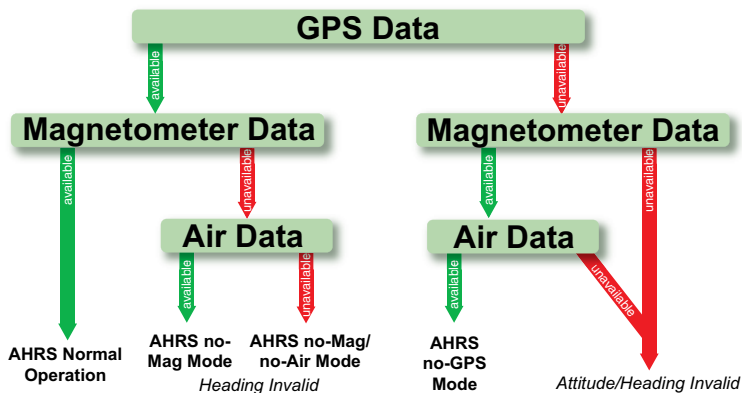 GPS Data
available
unavailable
Magnetometer Data
Magnetometer Data
available
unavailable
available
unavailable
Air Data
Air Data
available
unavailable
available
unavailable
AHRS Normal
Operation
AHRS no-
Mag Mode
AHRS no-Mag/
no-Air Mode
Heading Invalid
AHRS
no-GPS
Mode
Attitude/Heading Invalid